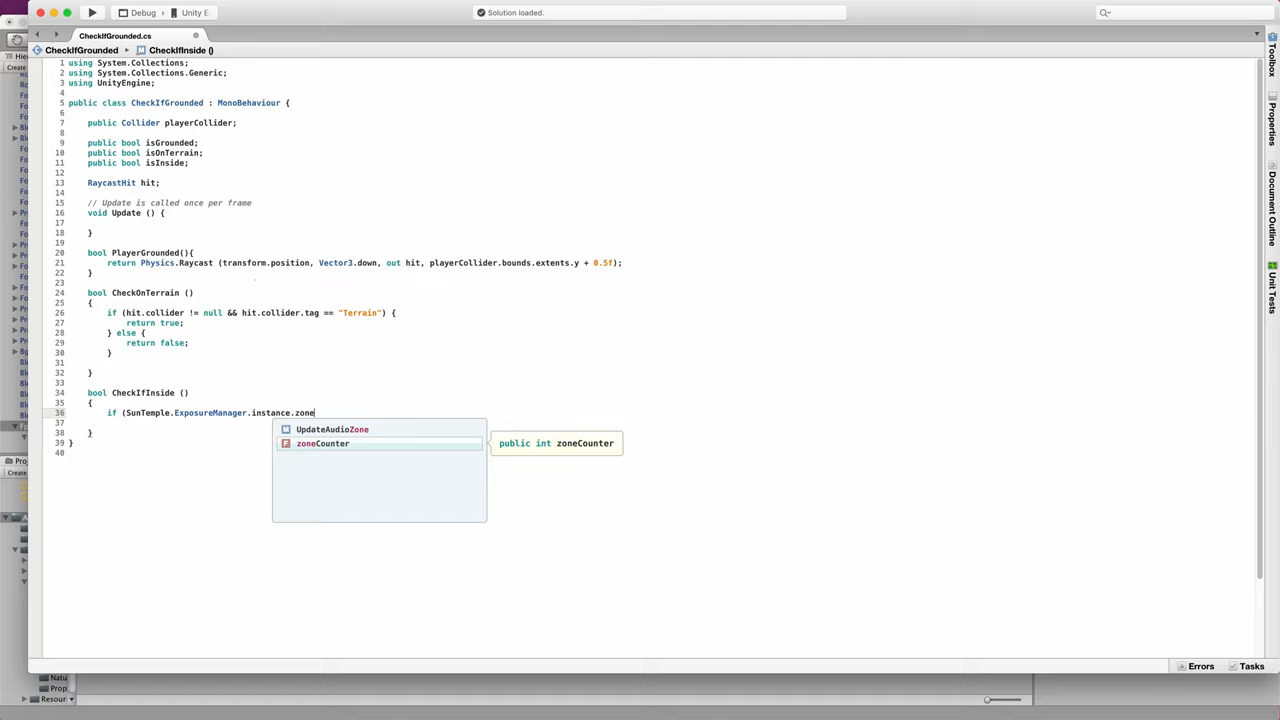 Debug
Unity E
Solution loaded.
CheckIfGrounded.cs
CheckIfGrounded
CheckIfInside ()
1 using System.Collections;
2 using System.Collections.Generic;
3 using UnityEngine;
4
5 public class CheckIfGrounded : MonoBehaviour {
6
7 public Collider playerCollider;
8
9 public bool isGrounded;
10 public bool isOnTerrain;
11 public bool isInside;
12
13 RaycastHit hit;
14
15 // Update is called once per frame
16 void Update () {
17
18 }
19
20 bool PlayerGrounded(){
21 return Physics.Raycast (transform.position, Vector3.down, out hit, playerCollider.bounds.extents.y + 0.5f);
22 }
23
24 bool CheckOnTerrain ()
25 {
26 if (hit.collider != null && hit.collider.tag == "Terrain") {
27 return true;
28 } else {
29 return false;
30 }
31
32 }
33
34 bool CheckIfInside ()
35 {
36 if (SunTemple.ExposureManager.instance.zone
37
38 }
39 }
40
UpdateAudioZone
zoneCounter
public int zoneCounter
Toolbox
Properties
Document Outline
Unit Tests
Errors
Tasks
Hier
Create
Proj
Create
Natu
Prop
Resour